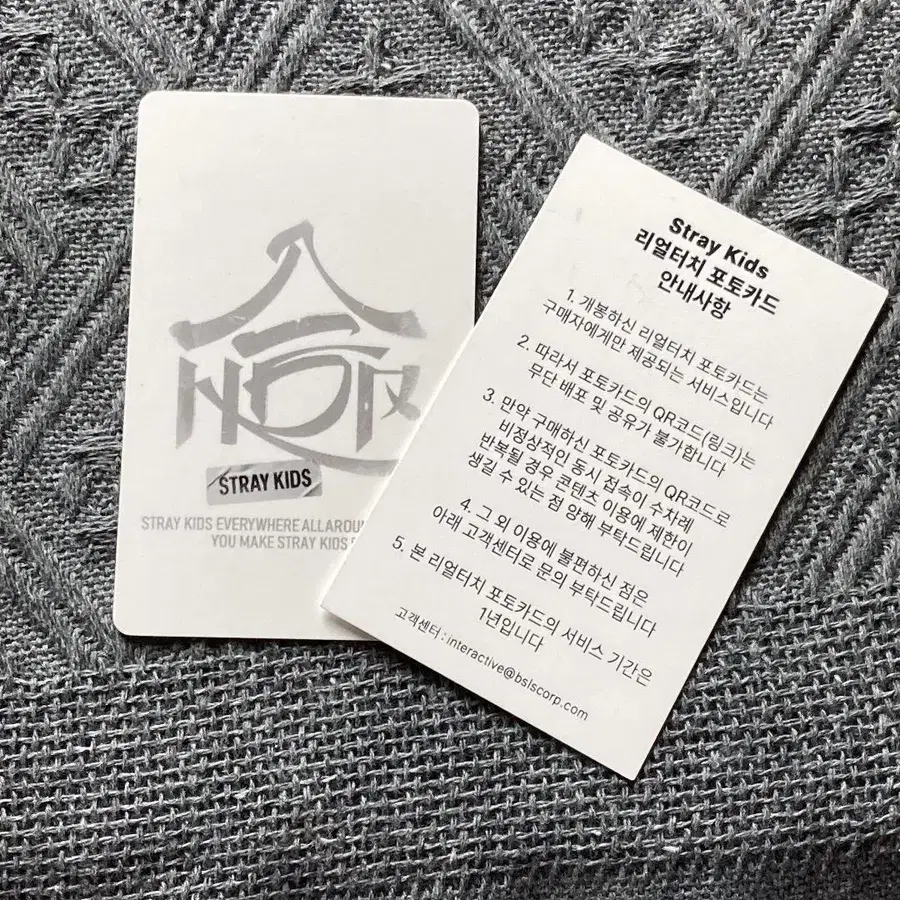 STRAY KIDS
STRAY KIDS EVERYWHERE ALL AROUN
YOU MAKE STRAY KIDS
Stray Kids
리얼터치 포토카드
안내사항
1. 개봉하신 리얼터치 포토카드는
구매자에게만 제공되는 서비스입니다
2. 따라서 포토카드의 QR코드(링크)는
무단 배포 및 공유가 불가합니다
3. 만약 구매하신 포토카드의 QR코드로
비정상적인 동시 접속이 수차례
반복될 경우 콘텐츠 이용에 제한이
생길 수 있는 점 양해 부탁드립니다
4. 그 외 이용에 불편하신 점은
아래 고객센터로 문의 부탁드립니다
5. 본 리얼터치 포토카드의 서비스 기간은
1년입니다
고객센터 : interactive@bslscorp.com